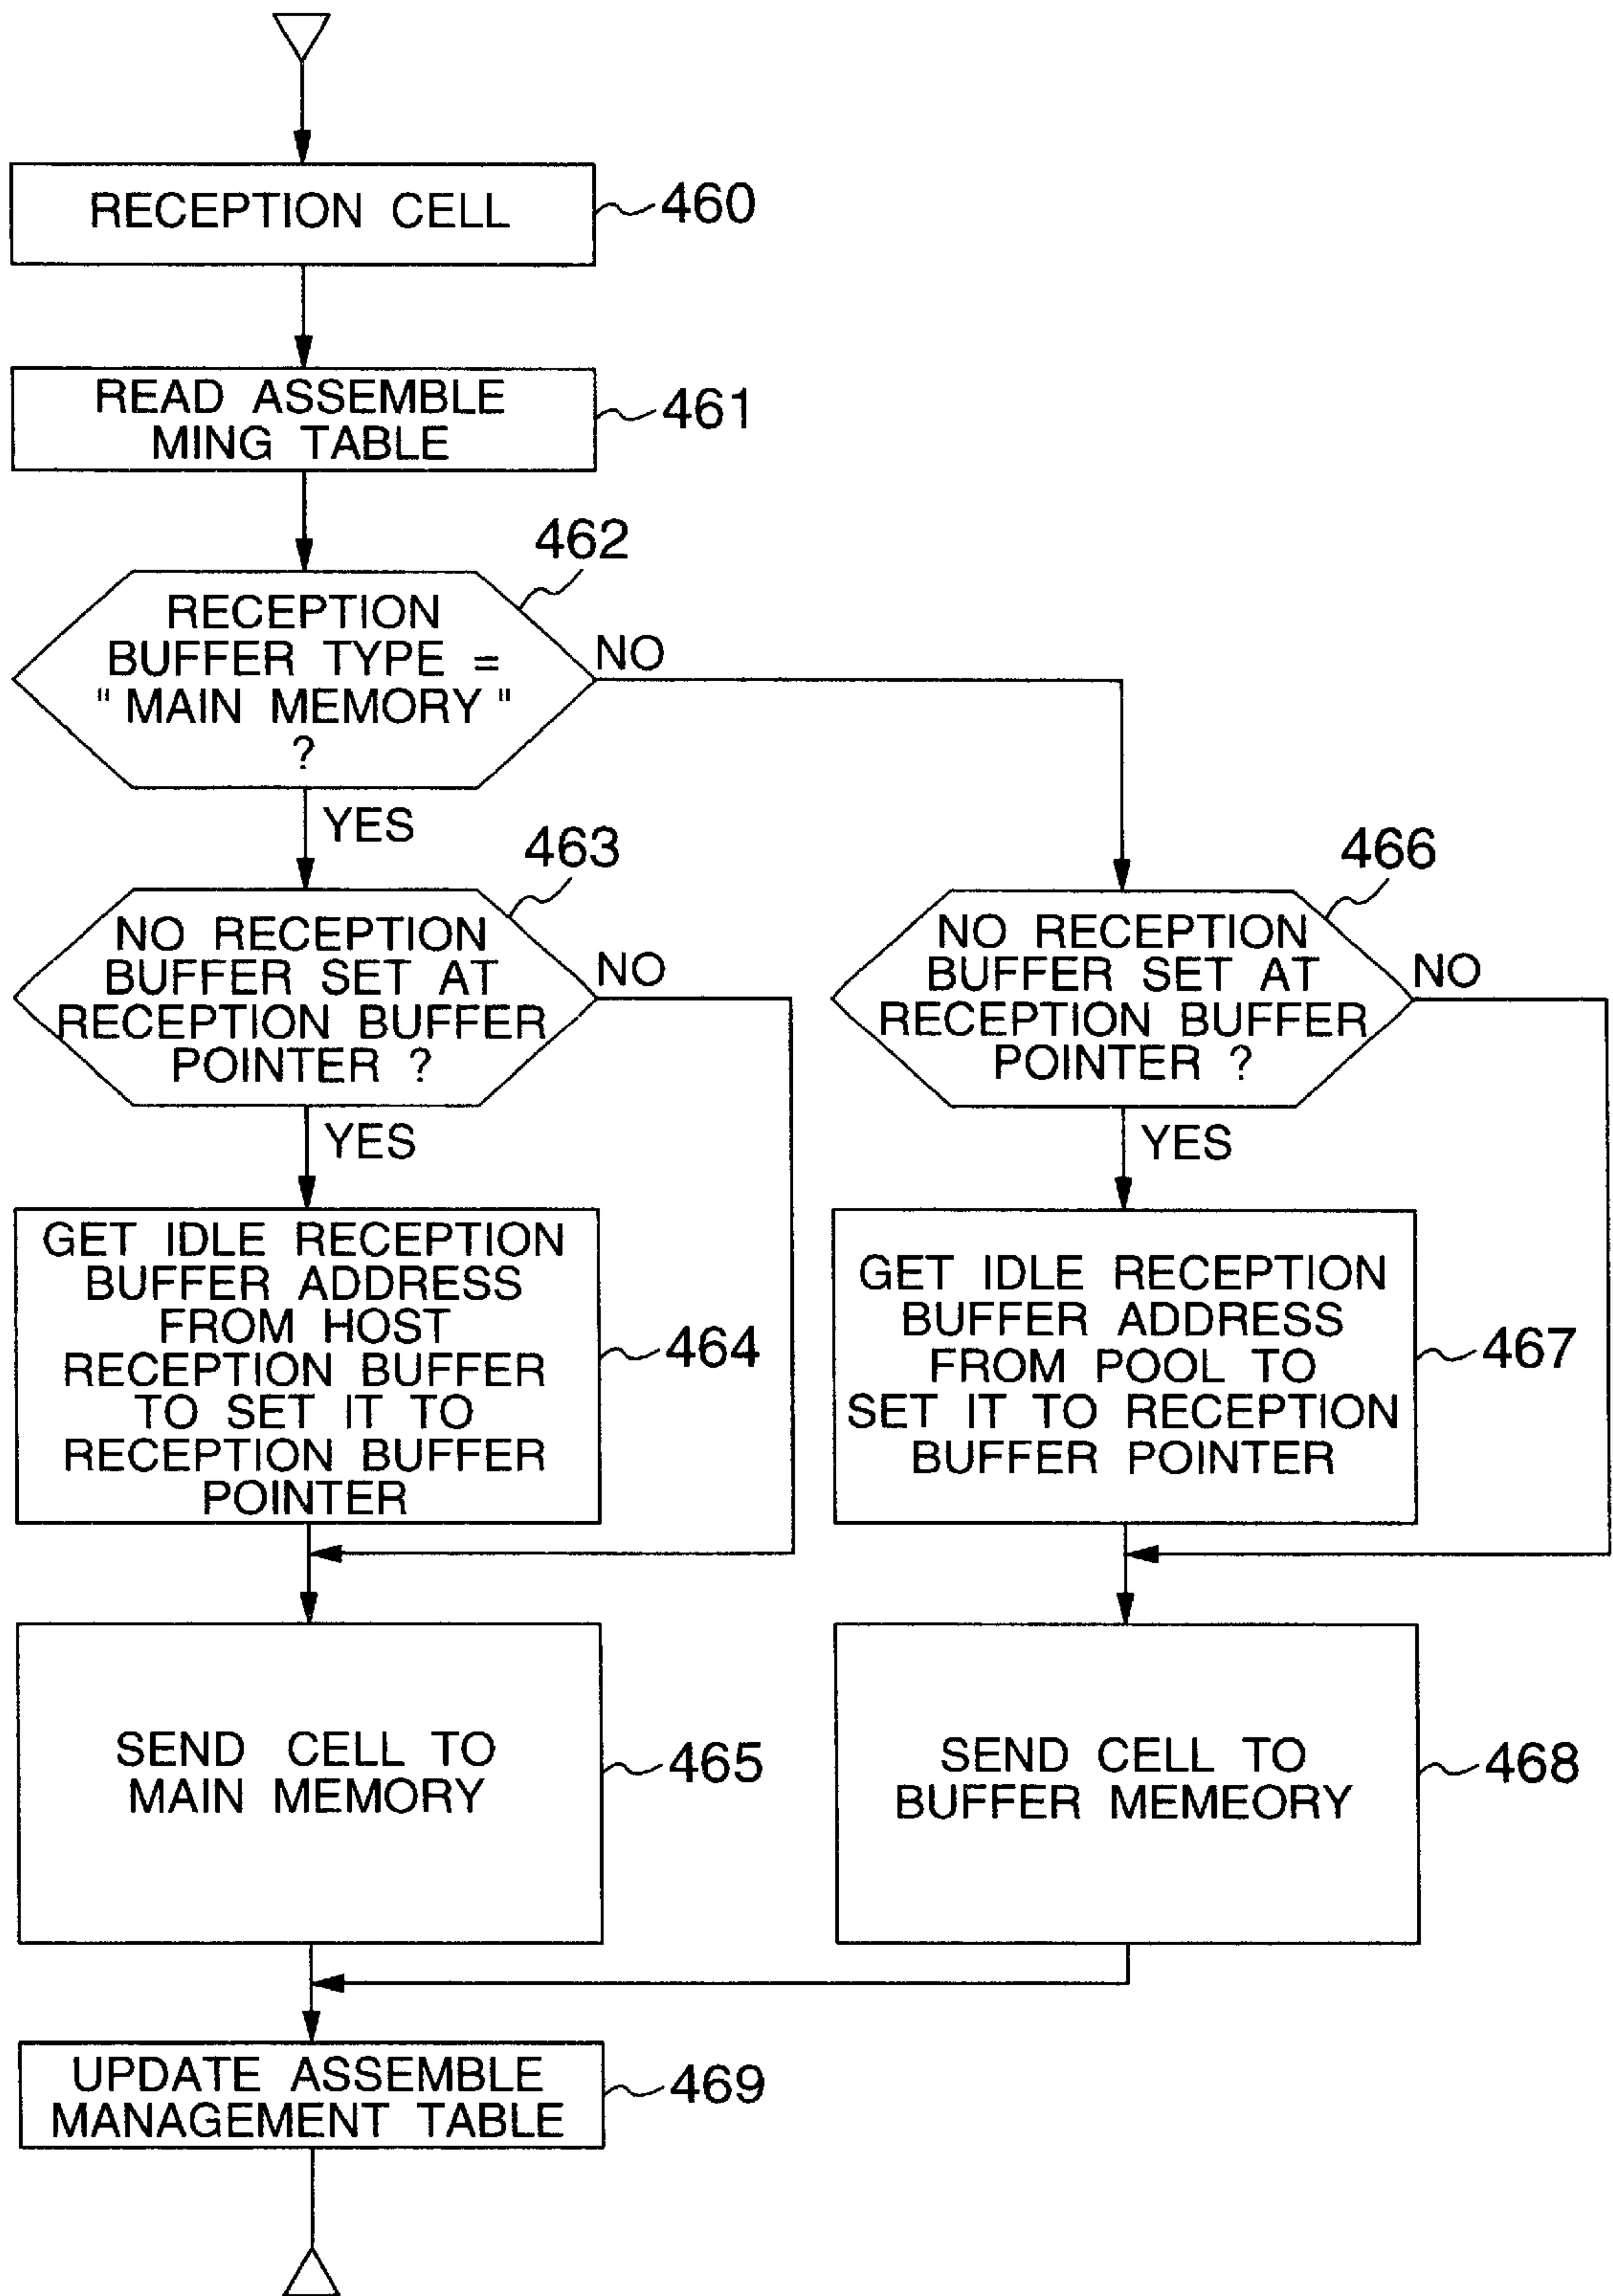 RECEPTION CELL
460
READ ASSEMBLE
MING TABLE
461
462
RECEPTION
BUFFER TYPE =
" MAIN MEMORY "
?
NO
YES
463
NO RECEPTION
BUFFER SET AT
RECEPTION BUFFER
POINTER ?
NO
YES
466
NO RECEPTION
BUFFER SET AT
RECEPTION BUFFER
POINTER ?
NO
YES
GET IDLE RECEPTION
BUFFER ADDRESS
FROM HOST
RECEPTION BUFFER
TO SET IT TO
RECEPTION BUFFER
POINTER
464
GET IDLE RECEPTION
BUFFER ADDRESS
FROM POOL TO
SET IT TO RECEPTION
BUFFER POINTER
467
SEND CELL TO
MAIN MEMORY
465
SEND CELL TO
BUFFER MEMEORY
468
UPDATE ASSEMBLE
MANAGEMENT TABLE
469